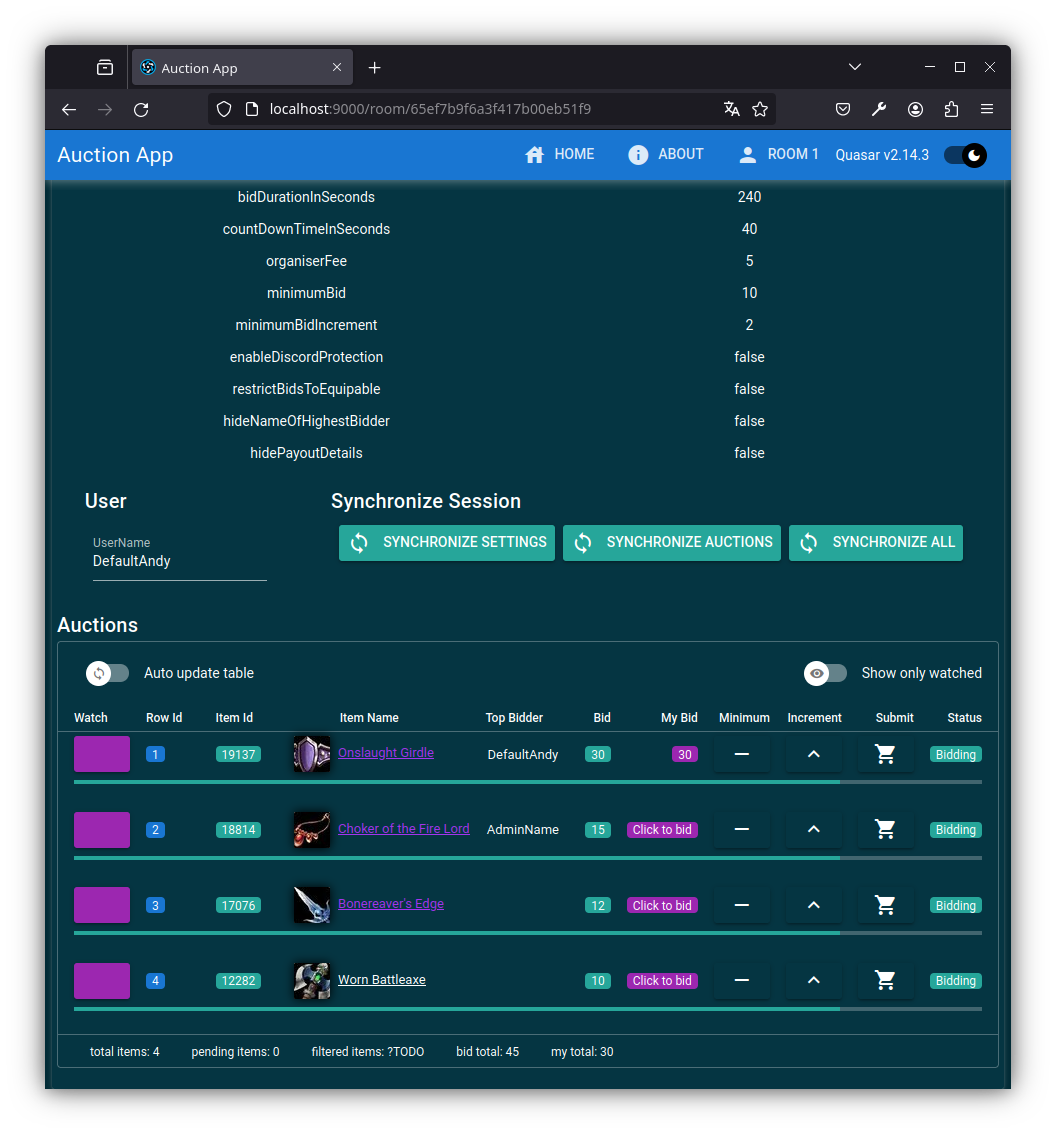 Auction App
localhost:9000/room/65ef7b9f6a3f417b00eb51f9
Auction App HOME ABOUT ROOM 1 Quasar v2.14.3
bidDurationInSeconds 240
countDownTimeInSeconds 40
organiserFee 5
minimumBid 10
minimumBidIncrement 2
enableDiscordProtection false
restrictBidsToEquipable false
hideNameOfHighestBidder false
hidePayoutDetails false
User Synchronize Session
UserName
DefaultAndy
SYNCHRONIZE SETTINGS SYNCHRONIZE AUCTIONS SYNCHRONIZE ALL
Auctions
Auto update table Show only watched
Watch Row Id Item Id Item Name Top Bidder Bid My Bid Minimum Increment Submit Status
1 19137 Onslaught Girdle DefaultAndy 30 30 Bidding
2 18814 Choker of the Fire Lord AdminName 15 Click to bid Bidding
3 17076 Bonereaver's Edge 12 Click to bid Bidding
4 12282 Worn Battleaxe 10 Click to bid Bidding
total items: 4 pending items: 0 filtered items: ?TODO bid total: 45 my total: 30